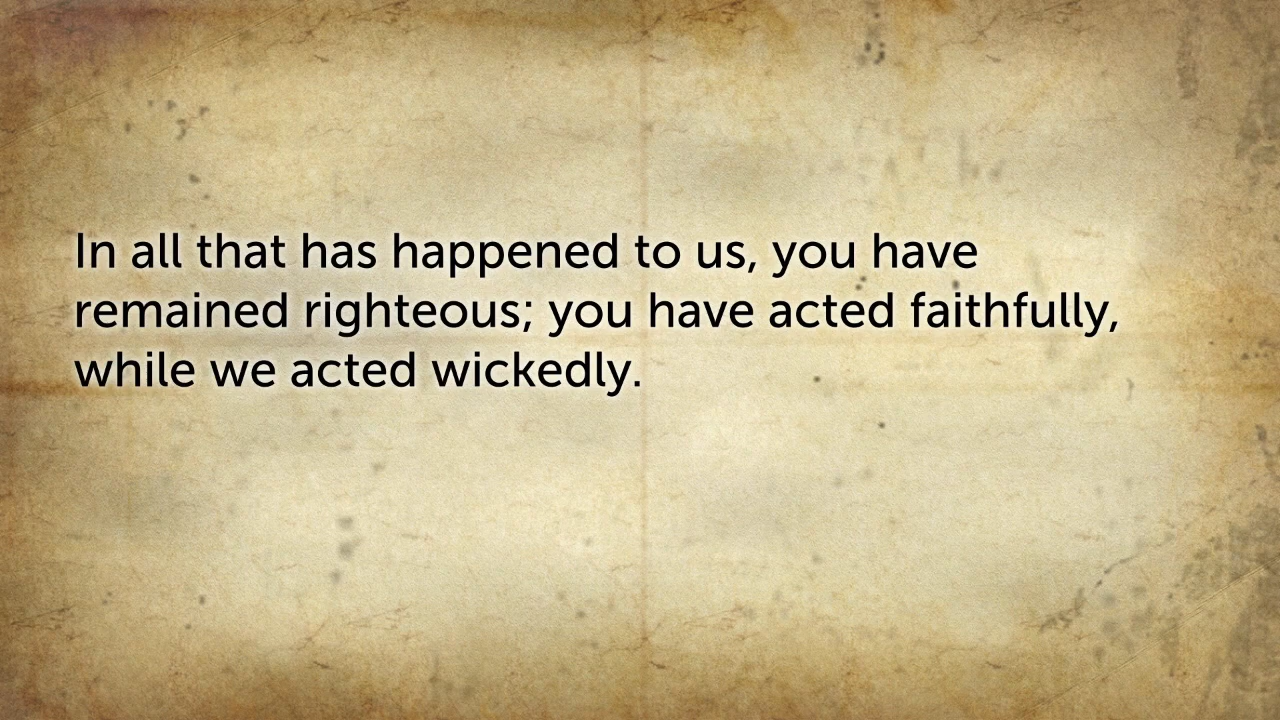 In all that has happened to us, you have
remained righteous; you have acted faithfully,
while we acted wickedly.